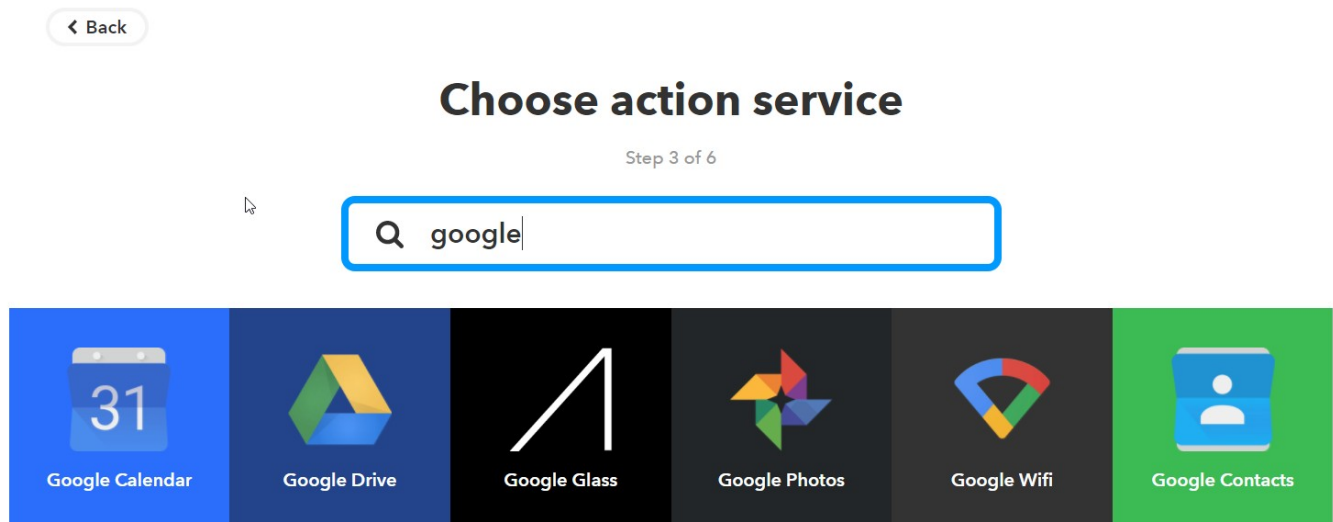 Back
Choose action service
Step 3 of 6
google
31
Google Calendar
Google Drive
Google Glass
Google Photos
Google Wifi
Google Contacts